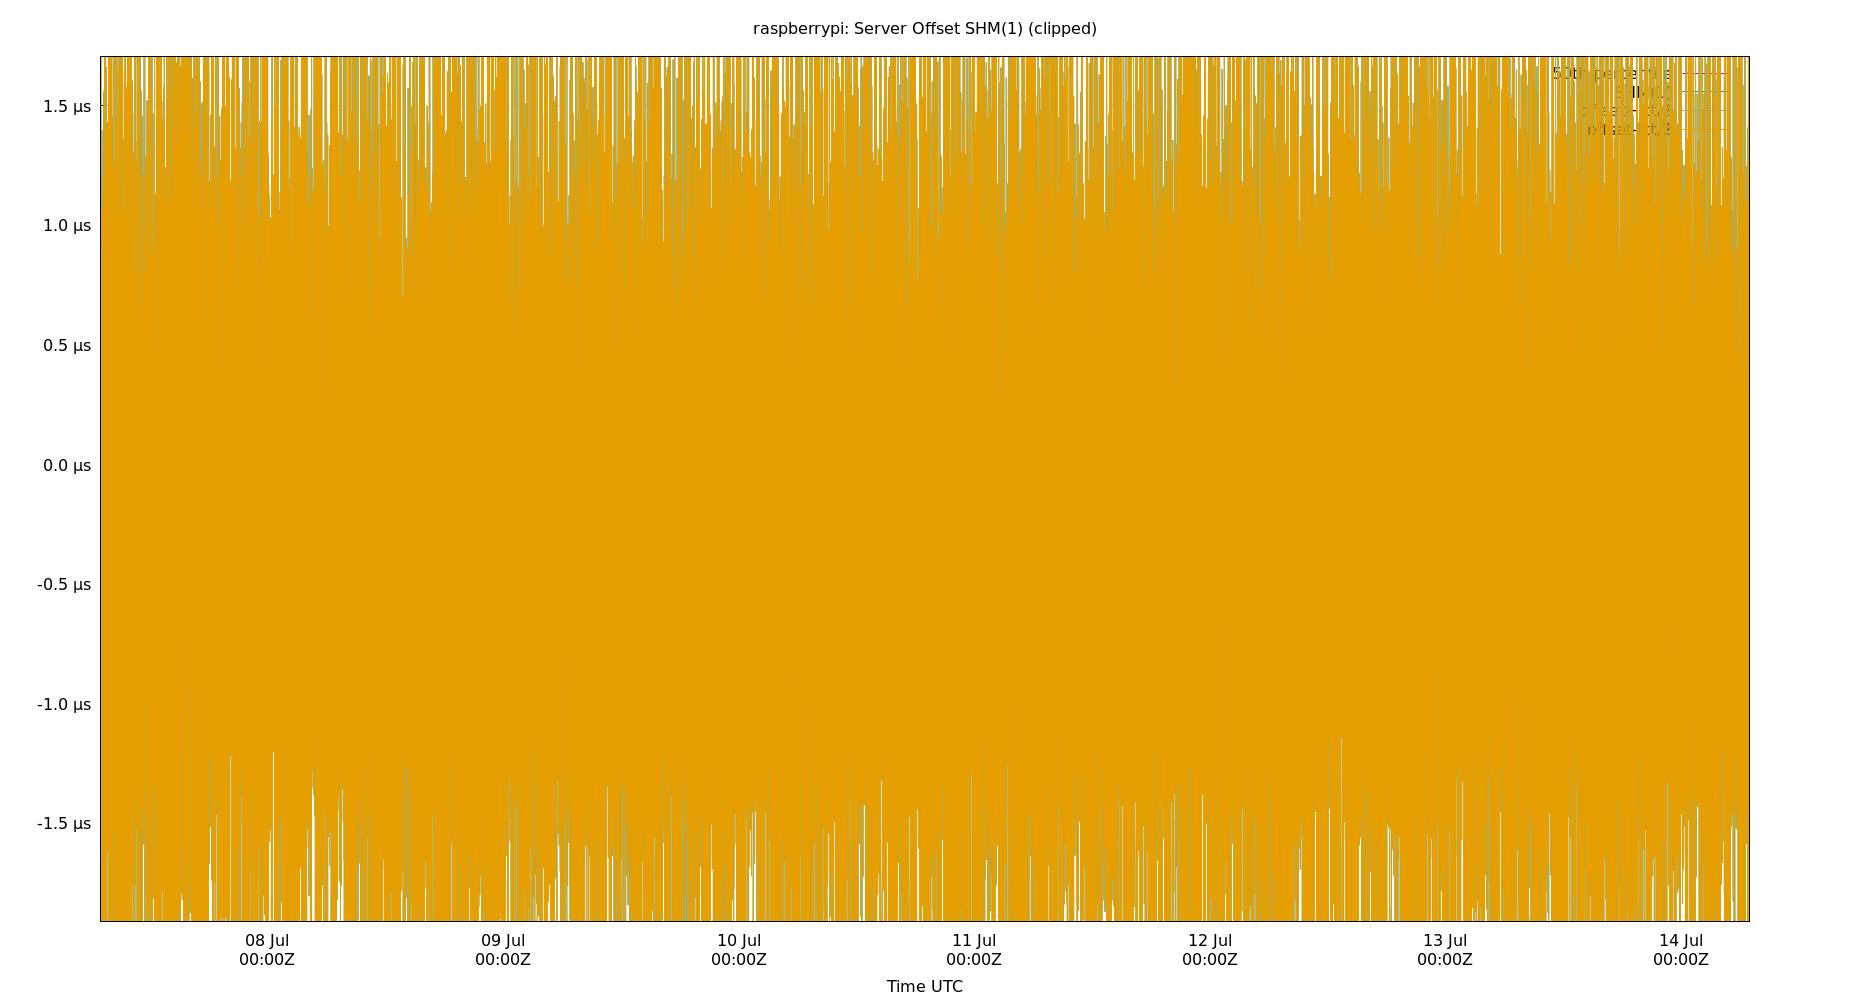 raspberrypi: Server Offset SHM(1) (clipped)
1.5 µs
1.0 µs
0.5 µs
0.0 µs
-0.5 µs
-1.0 µs
-1.5 µs
50th percentile
08 Jul 09 Jul 10 Jul 11 Jul 12 Jul 13 Jul 14 Jul
00:00Z 00:00Z 00:00Z 00:00Z 00:00Z 00:00Z 00:00Z
Time UTC